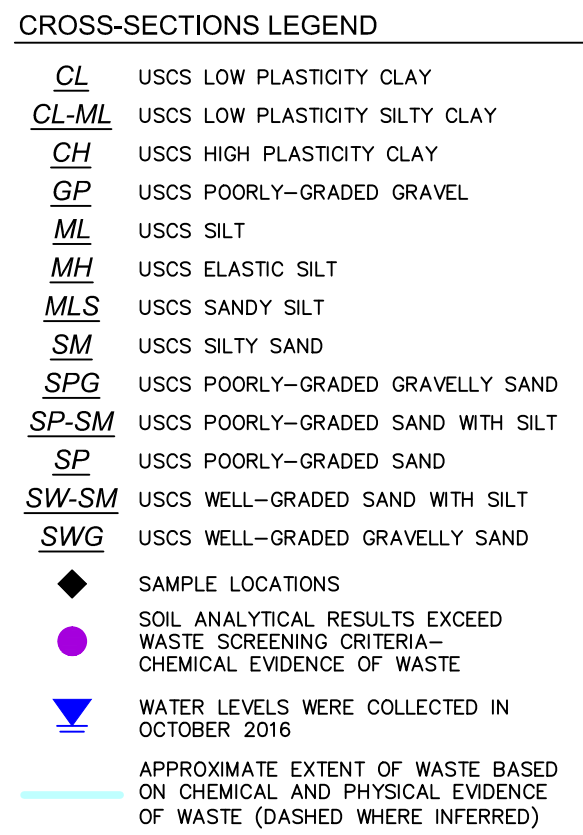 CROSS-SECTIONS LEGEND
CL USCS LOW PLASTICITY CLAY
CL-ML USCS LOW PLASTICITY SILTY CLAY
CH USCS HIGH PLASTICITY CLAY
GP USCS POORLY-GRADED GRAVEL
ML USCS SILT
MH USCS ELASTIC SILT
MLS USCS SANDY SILT
SM USCS SILTY SAND
SPG USCS POORLY-GRADED GRAVELLY SAND
SP-SM USCS POORLY-GRADED SAND WITH SILT
SP USCS POORLY-GRADED SAND
SW-SM USCS WELL-GRADED SAND WITH SILT
SWG USCS WELL-GRADED GRAVELLY SAND
SAMPLE LOCATIONS
SOIL ANALYTICAL RESULTS EXCEED
WASTE SCREENING CRITERIA-
CHEMICAL EVIDENCE OF WASTE
WATER LEVELS WERE COLLECTED IN
OCTOBER 2016
APPROXIMATE EXTENT OF WASTE BASED
ON CHEMICAL AND PHYSICAL EVIDENCE
OF WASTE (DASHED WHERE INFERRED)